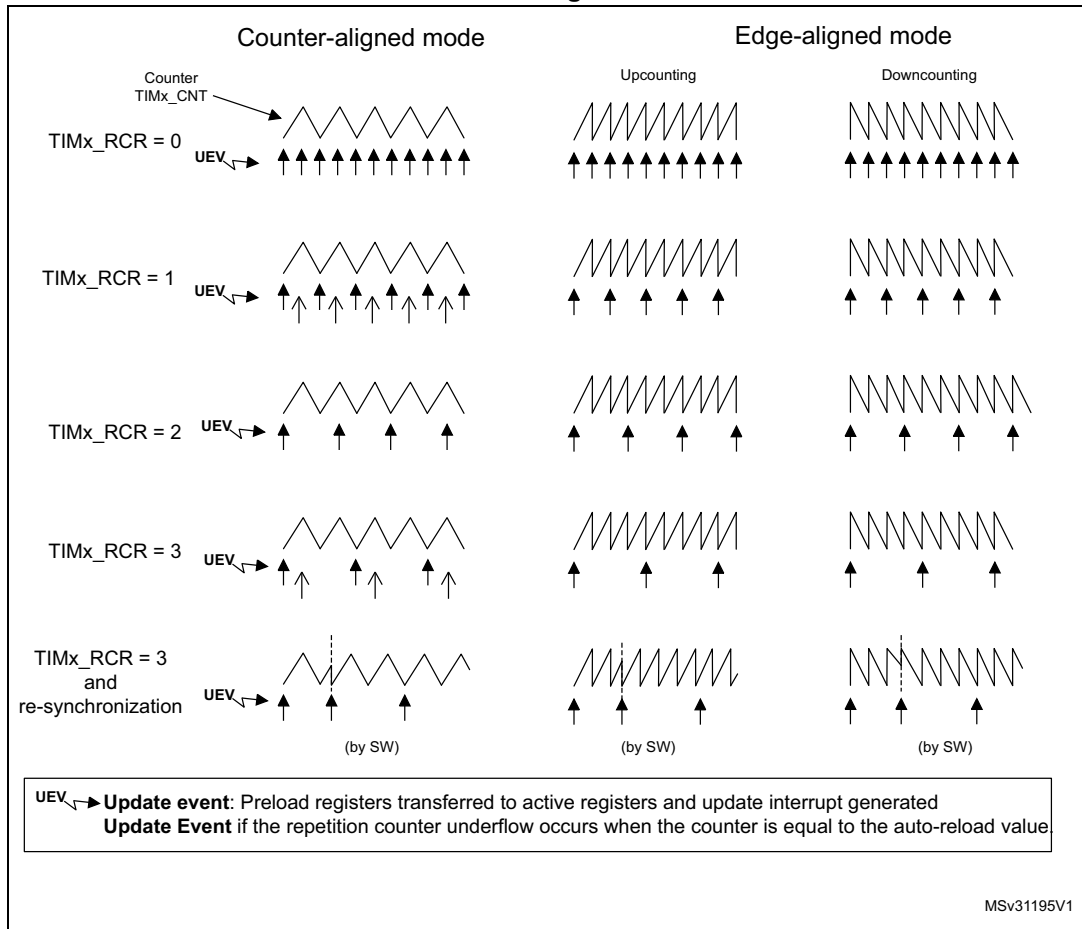 Counter-aligned mode
Edge-aligned mode
Counter
TIMx_CNT
Upcounting
Downcounting
TIMx_RCR = 0
UEV
TIMx_RCR = 1
UEV
TIMx_RCR = 2
UEV
TIMx_RCR = 3
UEV
TIMx_RCR = 3
and
re-synchronization
UEV
(by SW)
(by SW)
(by SW)
UEV Update event: Preload registers transferred to active registers and update interrupt generated
Update Event if the repetition counter underflow occurs when the counter is equal to the auto-reload value.
MSv31195V1